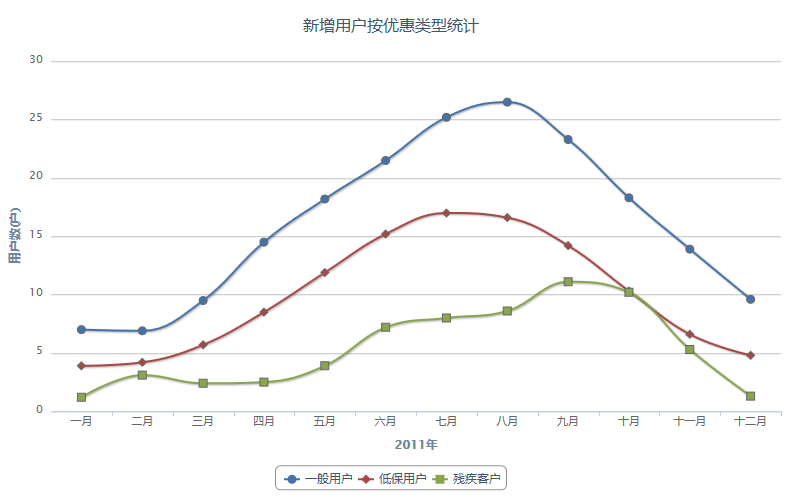 新增用户按优惠类型统计
30
25
20
15
10
5
0
用户数(户)
一月 二月 三月 四月 五月 六月 七月 八月 九月 十月 十一月 十二月
2011年
一般用户 低保用户 残疾客户